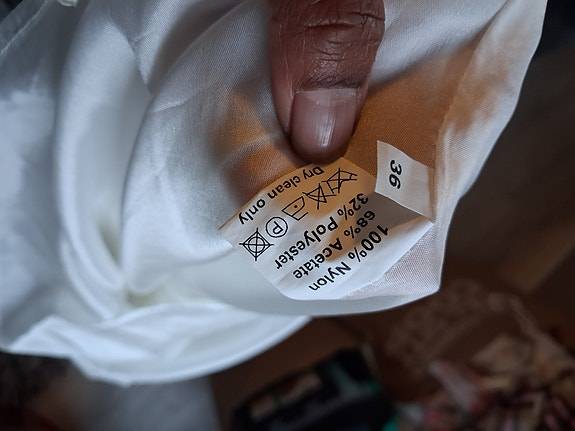 36
100% Nylon
68% Acetate
32% Polyester
P
Dry clean only